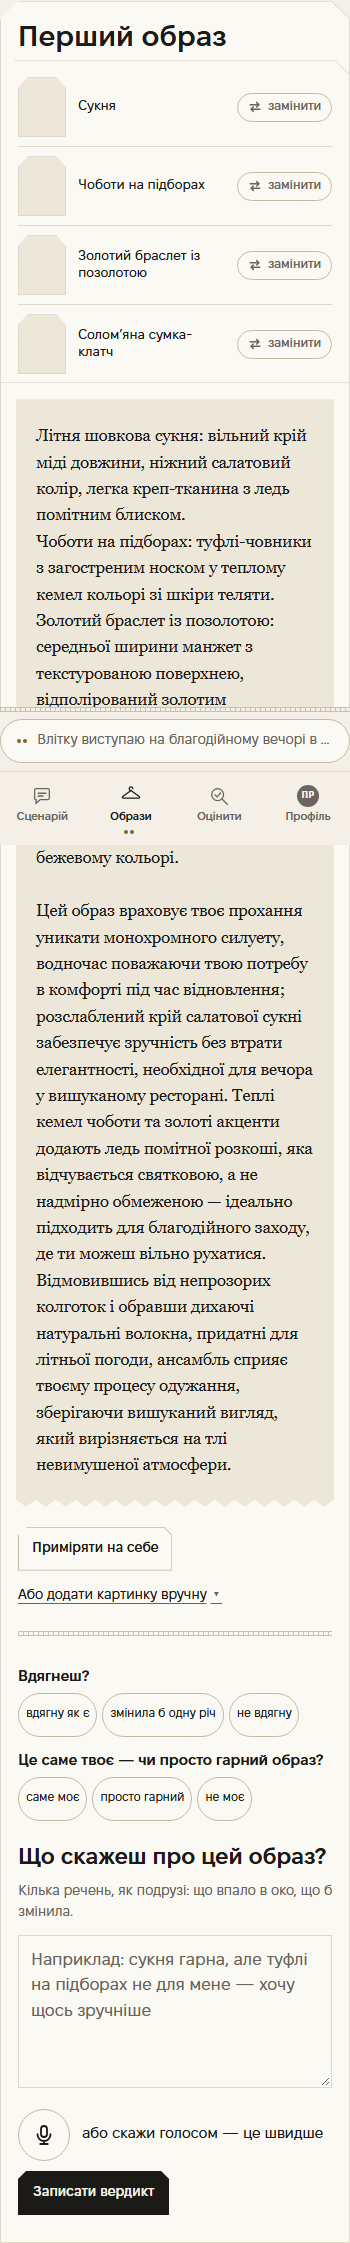 Перший образ
Сукня
замінити
Чоботи на підборах
замінити
Золотий браслет із
позолотою
замінити
Солом’яна сумка-
клатч
замінити
Літня шовкова сукня: вільний крій
міді довжини, ніжний салатовий
колір, легка креп-тканина з ледь
помітним блиском.
Чоботи на підборах: туфлі-човники
з загостреним носком у теплому
кемел кольорі зі шкіри теляти.
Золотий браслет із позолотою:
середньої ширини манжет з
текстурованою поверхнею,
відполірований золотим
Влітку виступаю на благодійному вечорі в ...
Сценарій
Образи
Оцінити
ПР
Профіль
бежевому кольорі.
Цей образ враховує твоє прохання
уникати монохромного силуету,
водночас поважаючи твою потребу
в комфорті під час відновлення;
розслаблений крій салатової сукні
забезпечує зручність без втрати
елегантності, необхідної для вечора
у вишуканому ресторані. Теплі
кемел чоботи та золоті акценти
додають ледь помітної розкоші, яка
відчувається святковою, а не
надмірно обмеженою — ідеально
підходить для благодійного заходу,
де ти можеш вільно рухатися.
Відмовившись від непрозорих
колготок і обравши дихаючі
натуральні волокна, придатні для
літньої погоди, ансамбль сприяє
твоєму процесу одужання,
зберігаючи вишуканий вигляд,
який вирізняється на тлі
невимушеної атмосфери.
Приміряти на себе
Або додати картинку вручну
Вдягнеш?
вдягну як є
змінила б одну річ
не вдягну
Це саме твоє — чи просто гарний образ?
саме моє
просто гарний
не моє
Що скажеш про цей образ?
Кілька речень, як подрузі: що впало в око, що б
змінила.
Наприклад: сукня гарна, але туфлі
на підборах не для мене — хочу
щось зручніше
або скажи голосом — це швидше
Записати вердикт